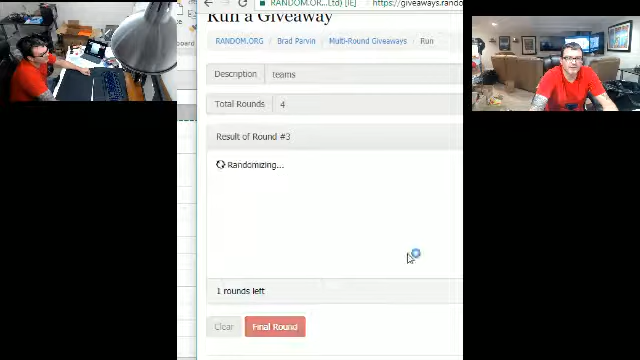 RANDOM.OR... Ltd) [IE]
https://giveaways.rando
Run a Giveaway
RANDOM.ORG / Brad Parvin / Multi-Round Giveaways / Run
Description teams
Total Rounds 4
Result of Round #3
Randomizing...
1 rounds left
Clear Final Round